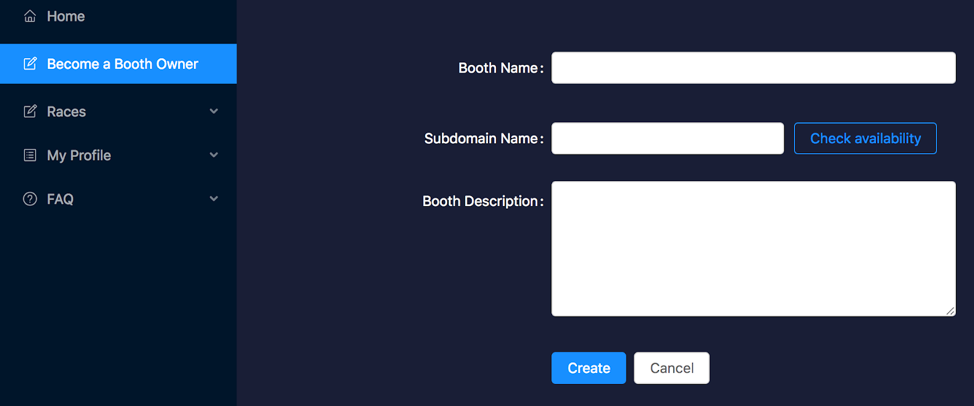 Home
Become a Booth Owner
Races
My Profile
FAQ
Booth Name:
Subdomain Name:
Check availability
Booth Description:
Create
Cancel